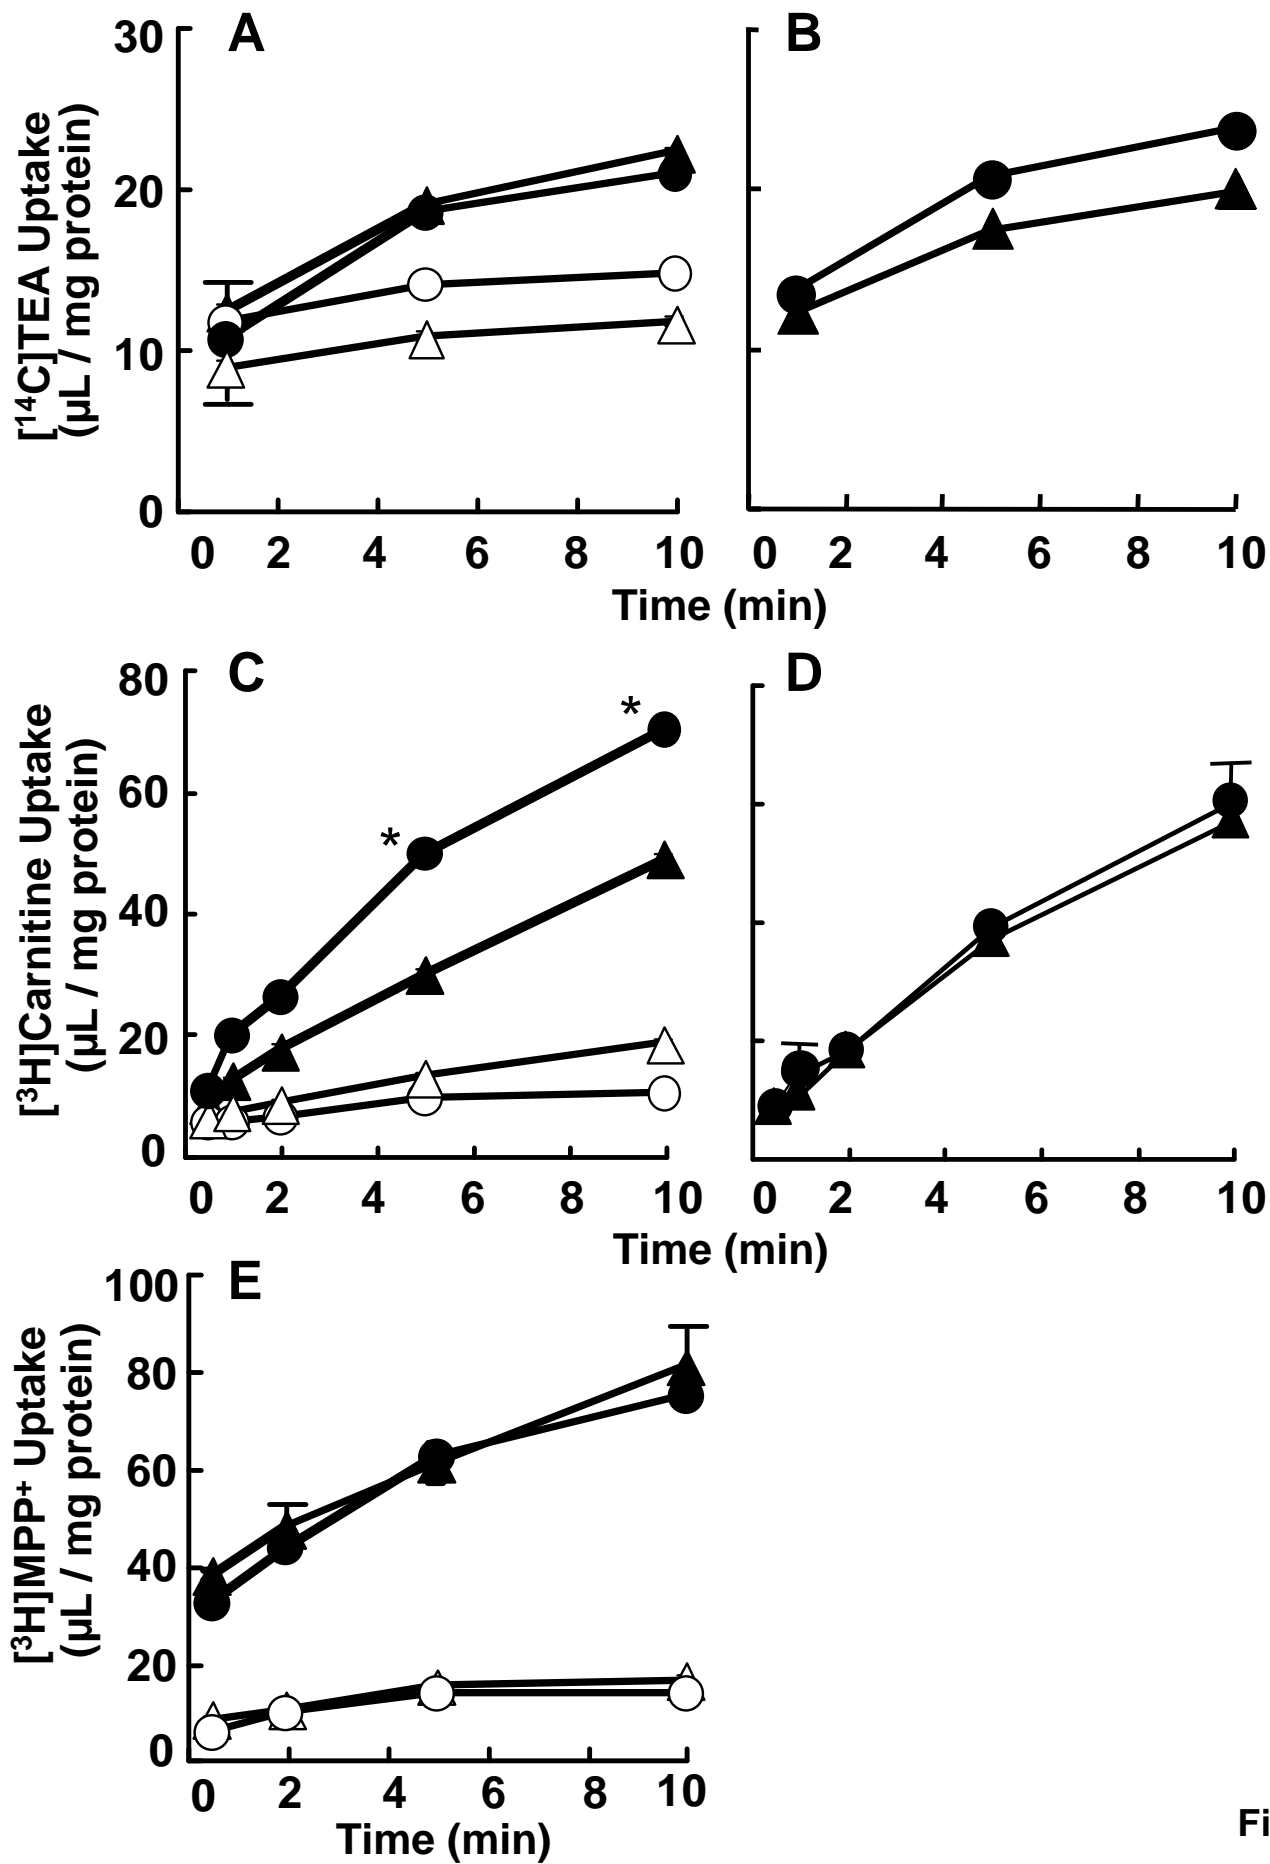 A
B
[¹⁴C]TEA Uptake
(µL / mg protein)
30
20
10
0
0 2 4 6 8 10
0 2 4 6 8 10
Time (min)
C
D
[³H]Carnitine Uptake
(µL / mg protein)
80
60
40
20
0
*
*
0 2 4 6 8 10
0 2 4 6 8 10
Time (min)
E
[³H]MPP⁺ Uptake
(µL / mg protein)
100
80
60
40
20
0
0 2 4 6 8 10
Time (min)
Fi